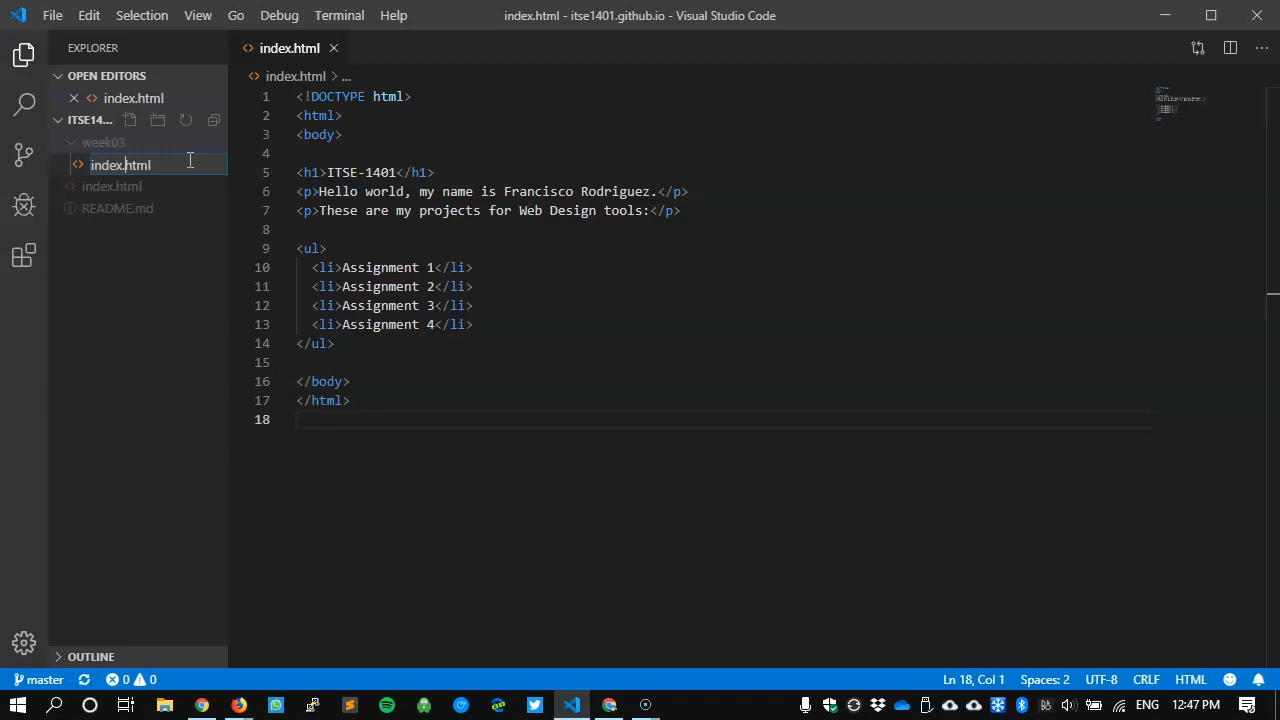 File Edit Selection View Go Debug Terminal Help
index.html - itse1401.github.io - Visual Studio Code
EXPLORER
OPEN EDITORS
index.html
ITSE14...
week03
index.html
index.html
README.md
OUTLINE
index.html
index.html > ...
1 <!DOCTYPE html>
2 <html>
3 <body>
4
5 <h1>ITSE-1401</h1>
6 <p>Hello world, my name is Francisco Rodriguez.</p>
7 <p>These are my projects for Web Design tools:</p>
8
9 <ul>
10 <li>Assignment 1</li>
11 <li>Assignment 2</li>
12 <li>Assignment 3</li>
13 <li>Assignment 4</li>
14 </ul>
15
16 </body>
17 </html>
18
master 0 0 Ln 18, Col 1 Spaces: 2 UTF-8 CRLF HTML
ENG 12:47 PM